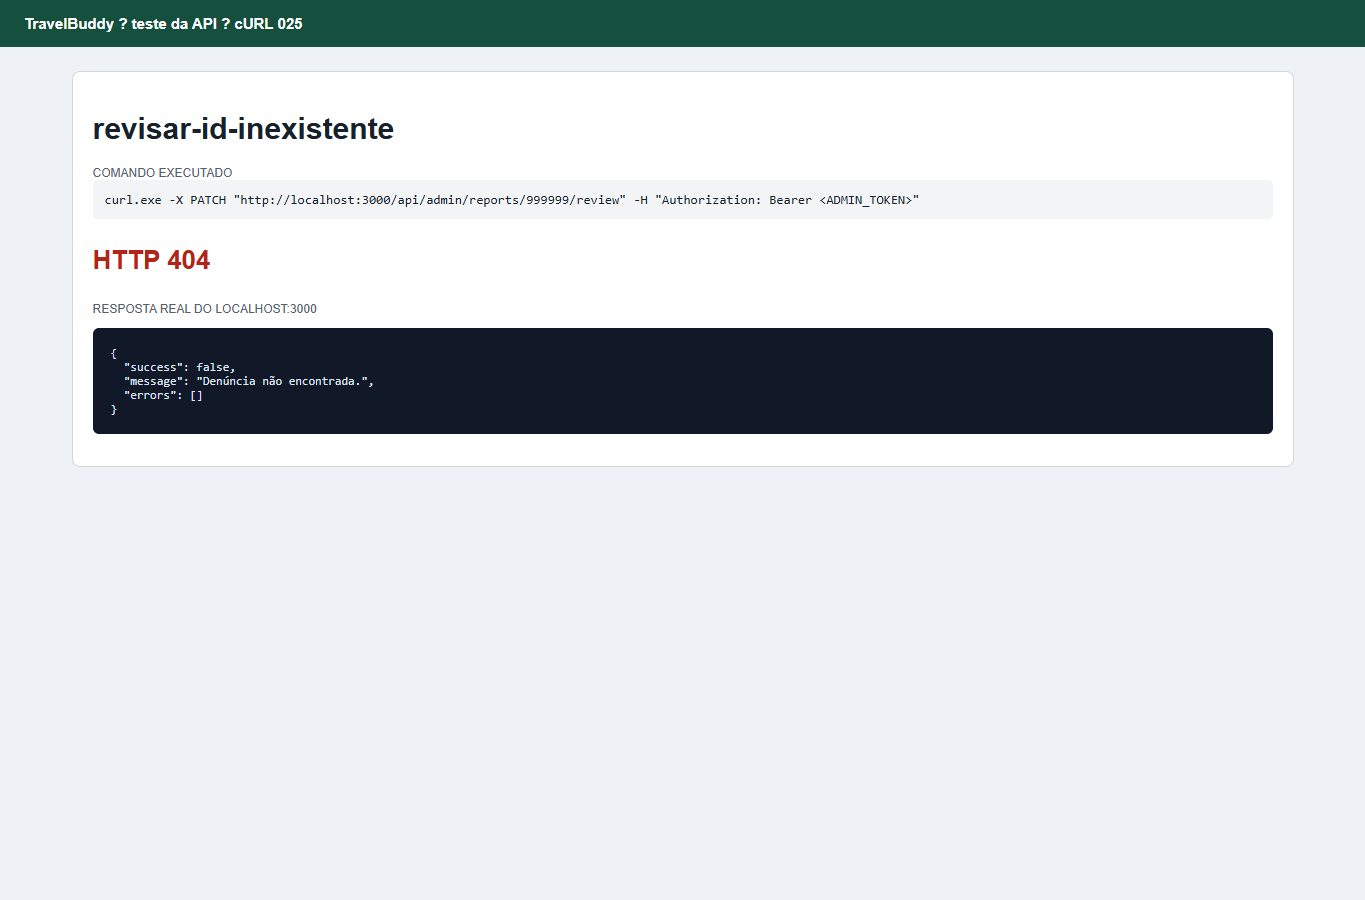 TravelBuddy ? teste da API ? cURL 025
revisar-id-inexistente
COMANDO EXECUTADO
curl.exe -X PATCH "http://localhost:3000/api/admin/reports/999999/review" -H "Authorization: Bearer <ADMIN_TOKEN>"
HTTP 404
RESPOSTA REAL DO LOCALHOST:3000
{
  "success": false,
  "message": "Denúncia não encontrada.",
  "errors": []
}